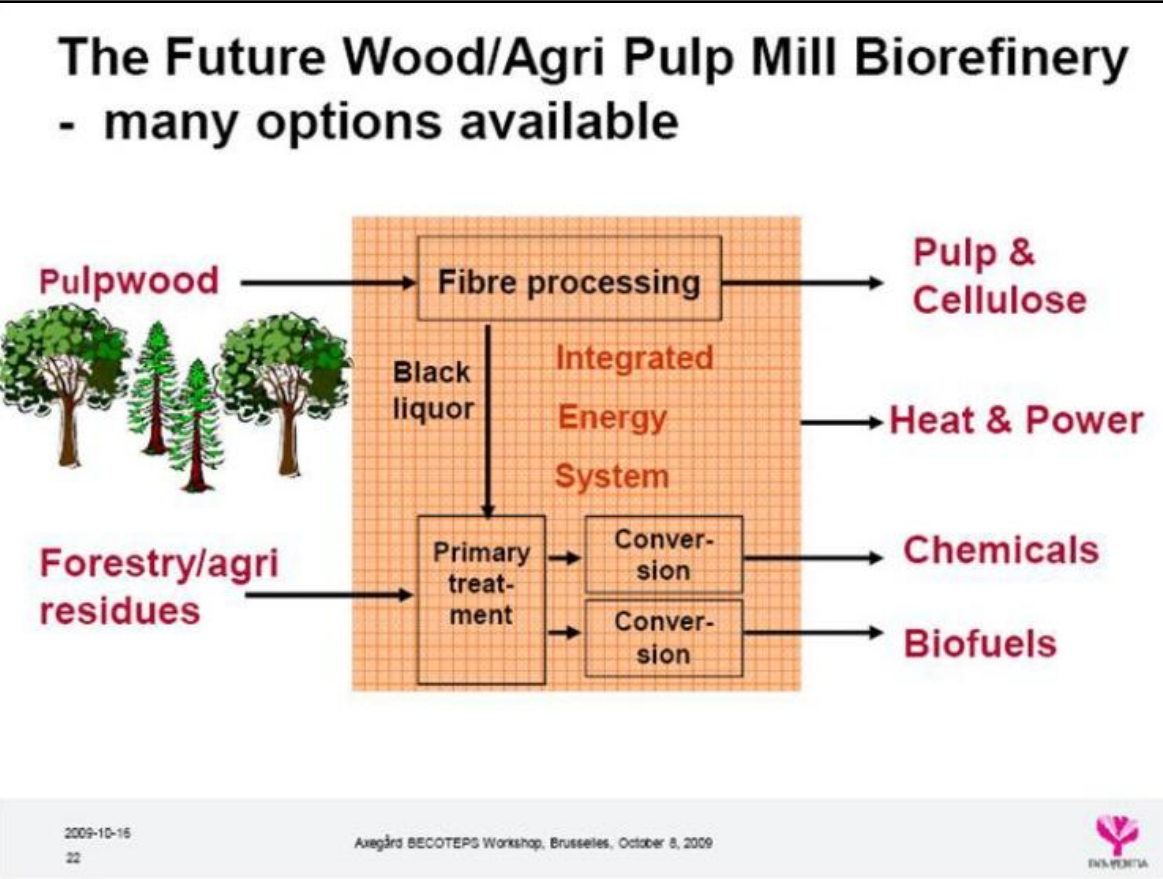 The Future Wood/Agri Pulp Mill Biorefinery
- many options available
Pulpwood
Fibre processing
Pulp &
Cellulose
Black
liquor
Integrated
Energy
System
Heat & Power
Forestry/agri
residues
Primary
treat-
ment
Conver-
sion
Chemicals
Conver-
sion
Biofuels
2009-10-16
22
Axegård BECOTEPS Workshop, Brusselles, October 8, 2009